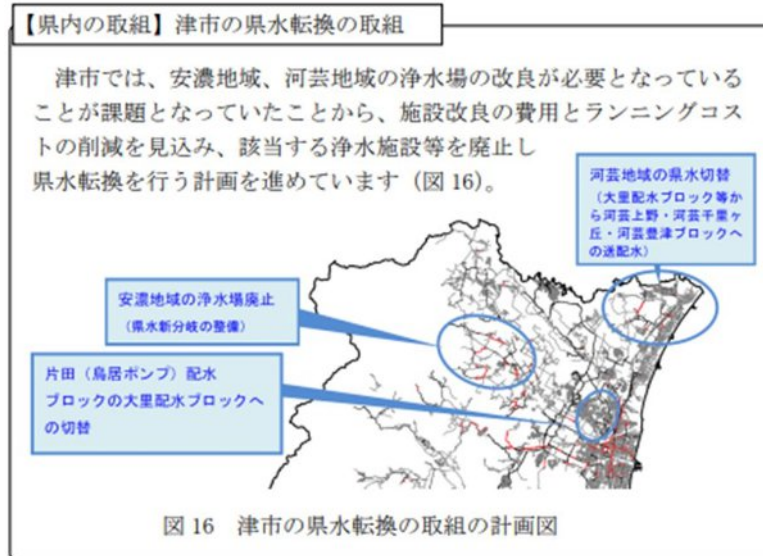 【県内の取組】津市の県水転換の取組
津市では、安濃地域、河芸地域の浄水場の改良が必要となっている
ことが課題となっていたことから、施設改良の費用とランニングコス
トの削減を見込み、該当する浄水施設等を廃止し
県水転換を行う計画を進めています（図 16）。
河芸地域の県水切替
（大里配水ブロック等か
ら河芸上野・河芸千里ヶ
丘・河芸豊津ブロックへ
の送配水）
安濃地域の浄水場廃止
（県水新分岐の整備）
片田（鳥居ポンプ）配水
ブロックの大里配水ブロックへ
の切替
図 16　津市の県水転換の取組の計画図